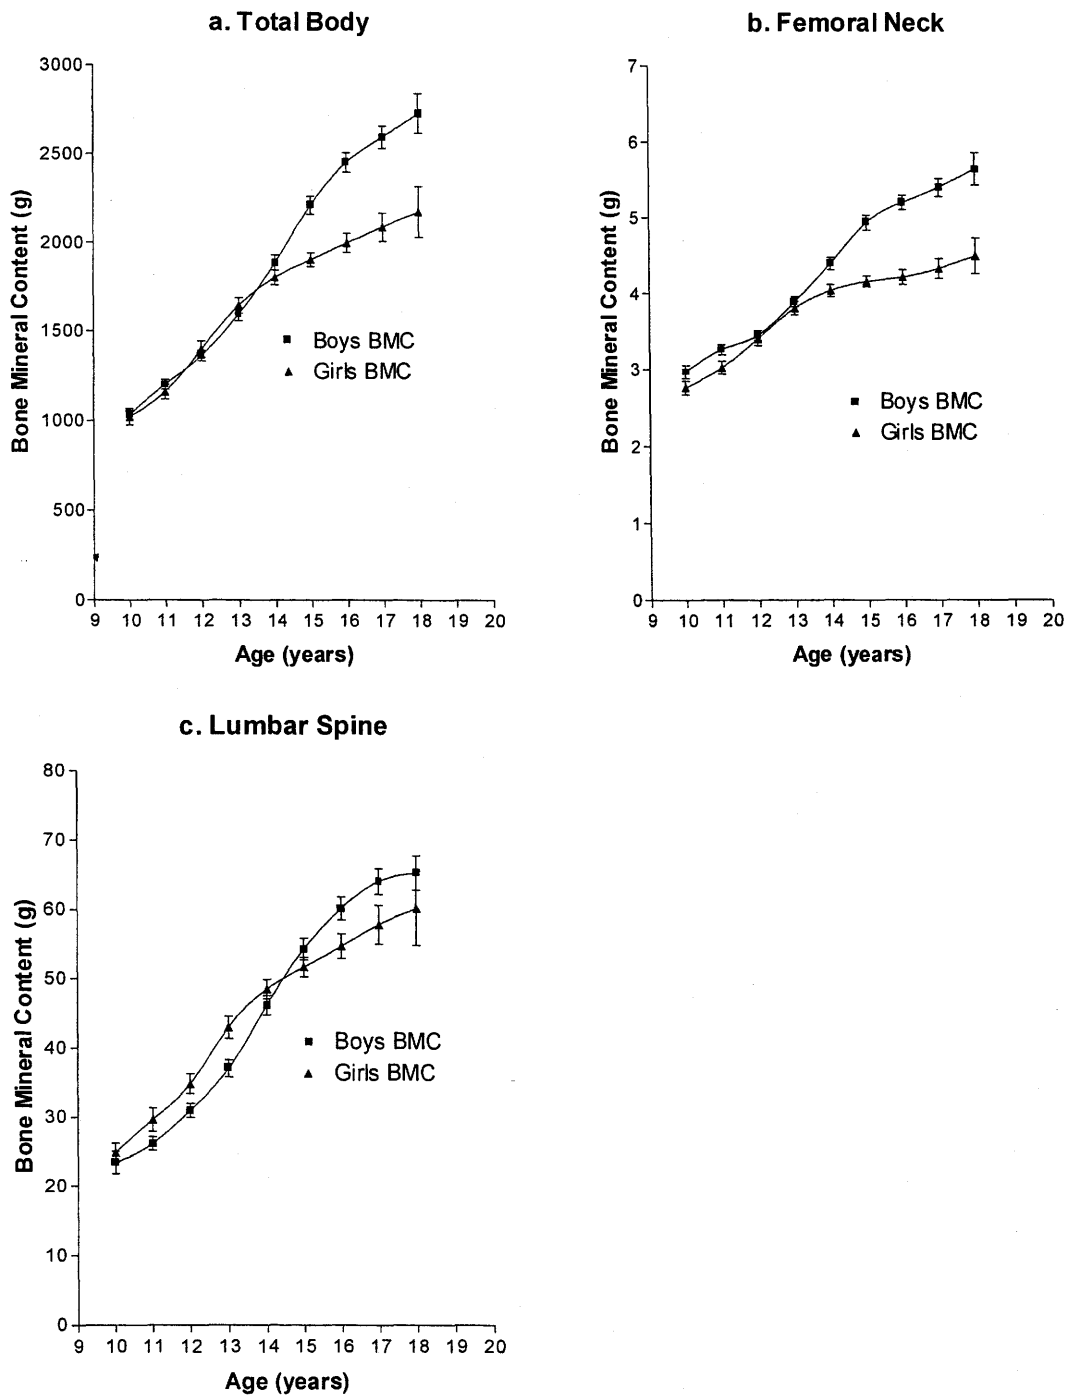 a. Total Body
3000
2500
2000
1500
1000
500
0
Bone Mineral Content (g)
Boys BMC
Girls BMC
9 10 11 12 13 14 15 16 17 18 19 20
Age (years)
b. Femoral Neck
7
6
5
4
3
2
1
0
Bone Mineral Content (g)
Boys BMC
Girls BMC
9 10 11 12 13 14 15 16 17 18 19 20
Age (years)
c. Lumbar Spine
80
70
60
50
40
30
20
10
0
Bone Mineral Content (g)
Boys BMC
Girls BMC
9 10 11 12 13 14 15 16 17 18 19 20
Age (years)